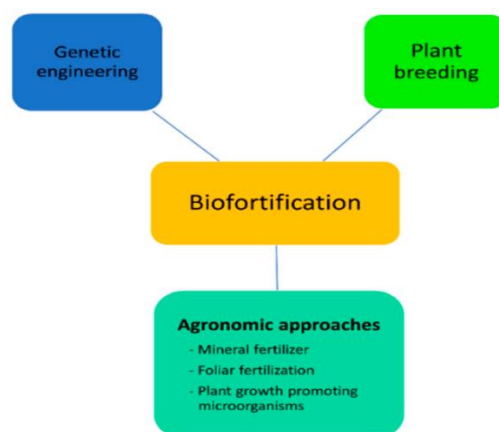 Genetic
engineering
Plant
breeding
Biofortification
Agronomic approaches
- Mineral fertilizer
- Foliar fertilization
- Plant growth promoting
microorganisms